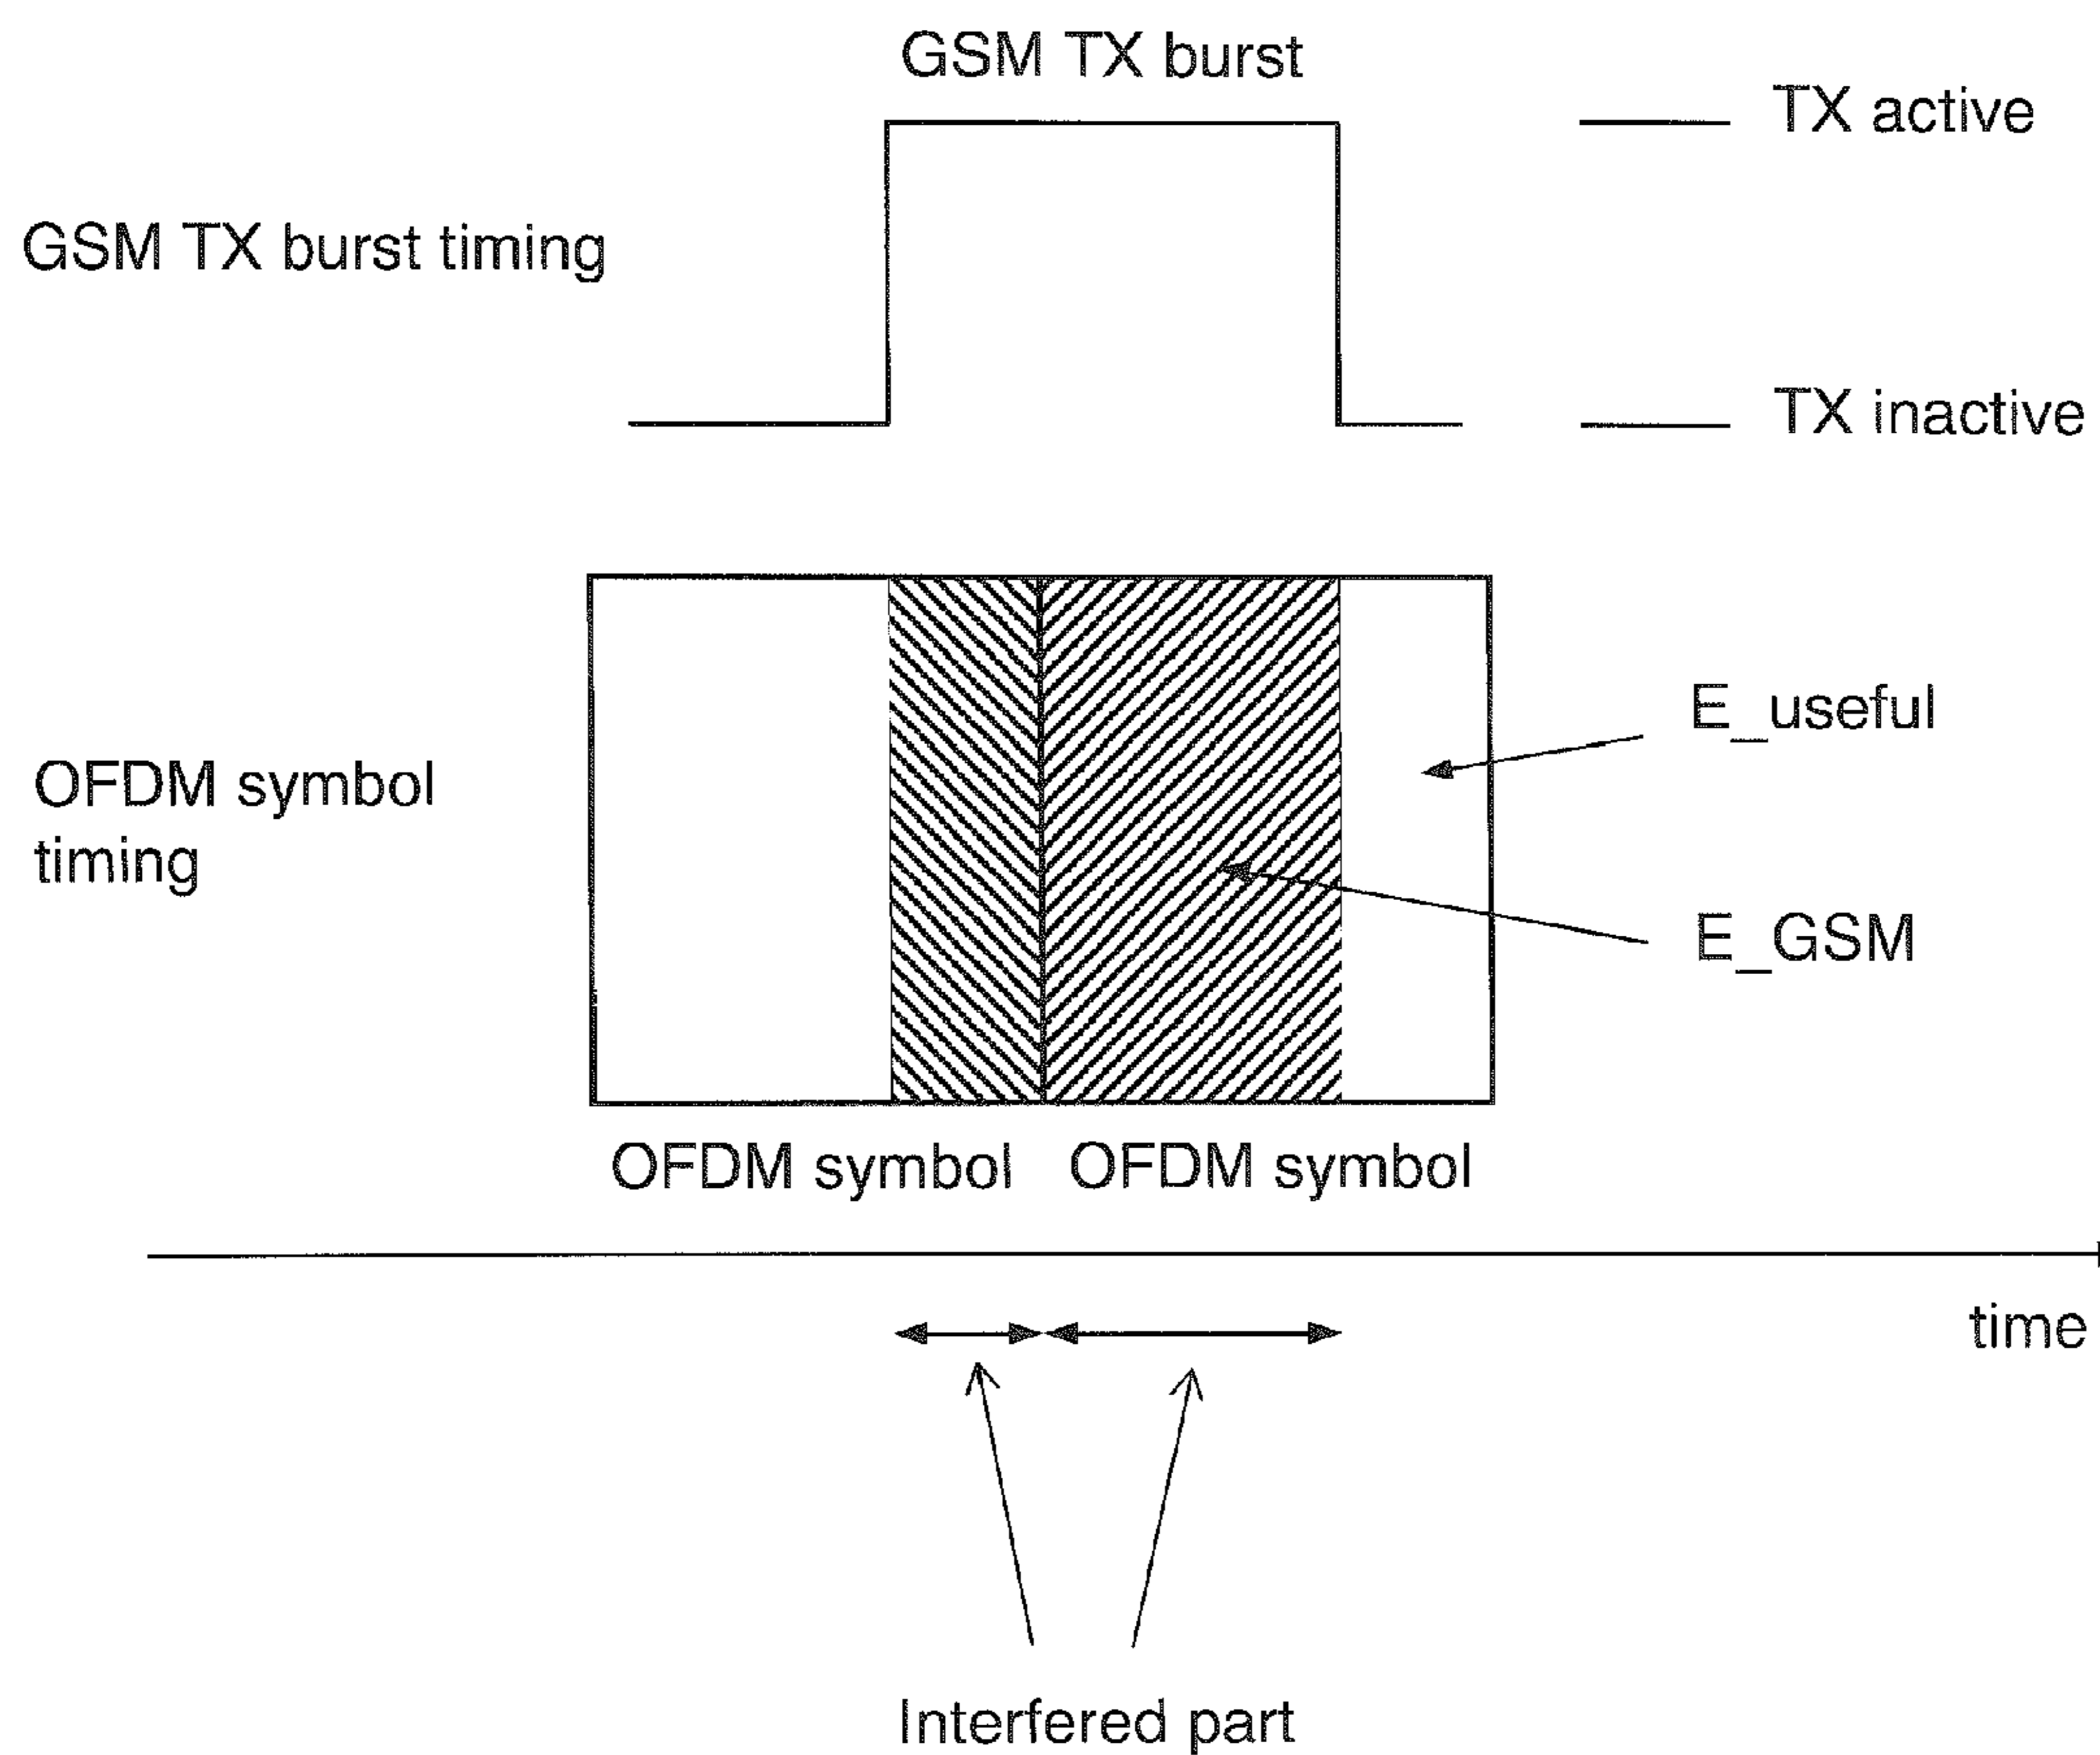 GSM TX burst
TX active
GSM TX burst timing
TX inactive
E_useful
OFDM symbol
timing
E_GSM
OFDM symbol OFDM symbol
time
Interfered part